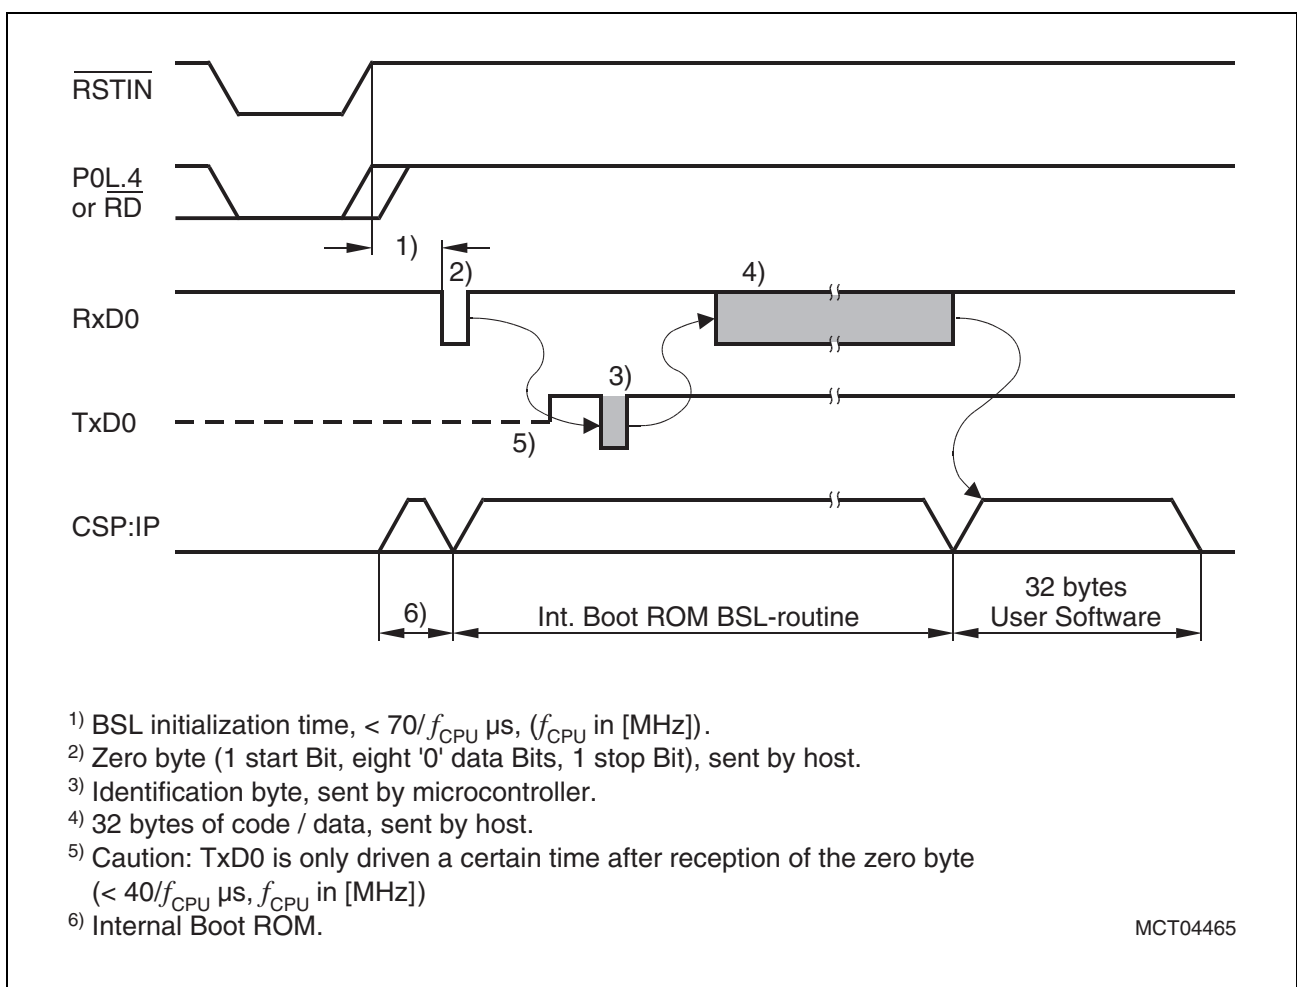 RSTIN
P0L.4
or RD
1)
2)
4)
RxD0
3)
TxD0
5)
CSP:IP
6)
Int. Boot ROM BSL-routine
32 bytes
User Software
1) BSL initialization time, < 70/fCPU µs, (fCPU in [MHz]).
2) Zero byte (1 start Bit, eight '0' data Bits, 1 stop Bit), sent by host.
3) Identification byte, sent by microcontroller.
4) 32 bytes of code / data, sent by host.
5) Caution: TxD0 is only driven a certain time after reception of the zero byte
(< 40/fCPU µs, fCPU in [MHz])
6) Internal Boot ROM.
MCT04465